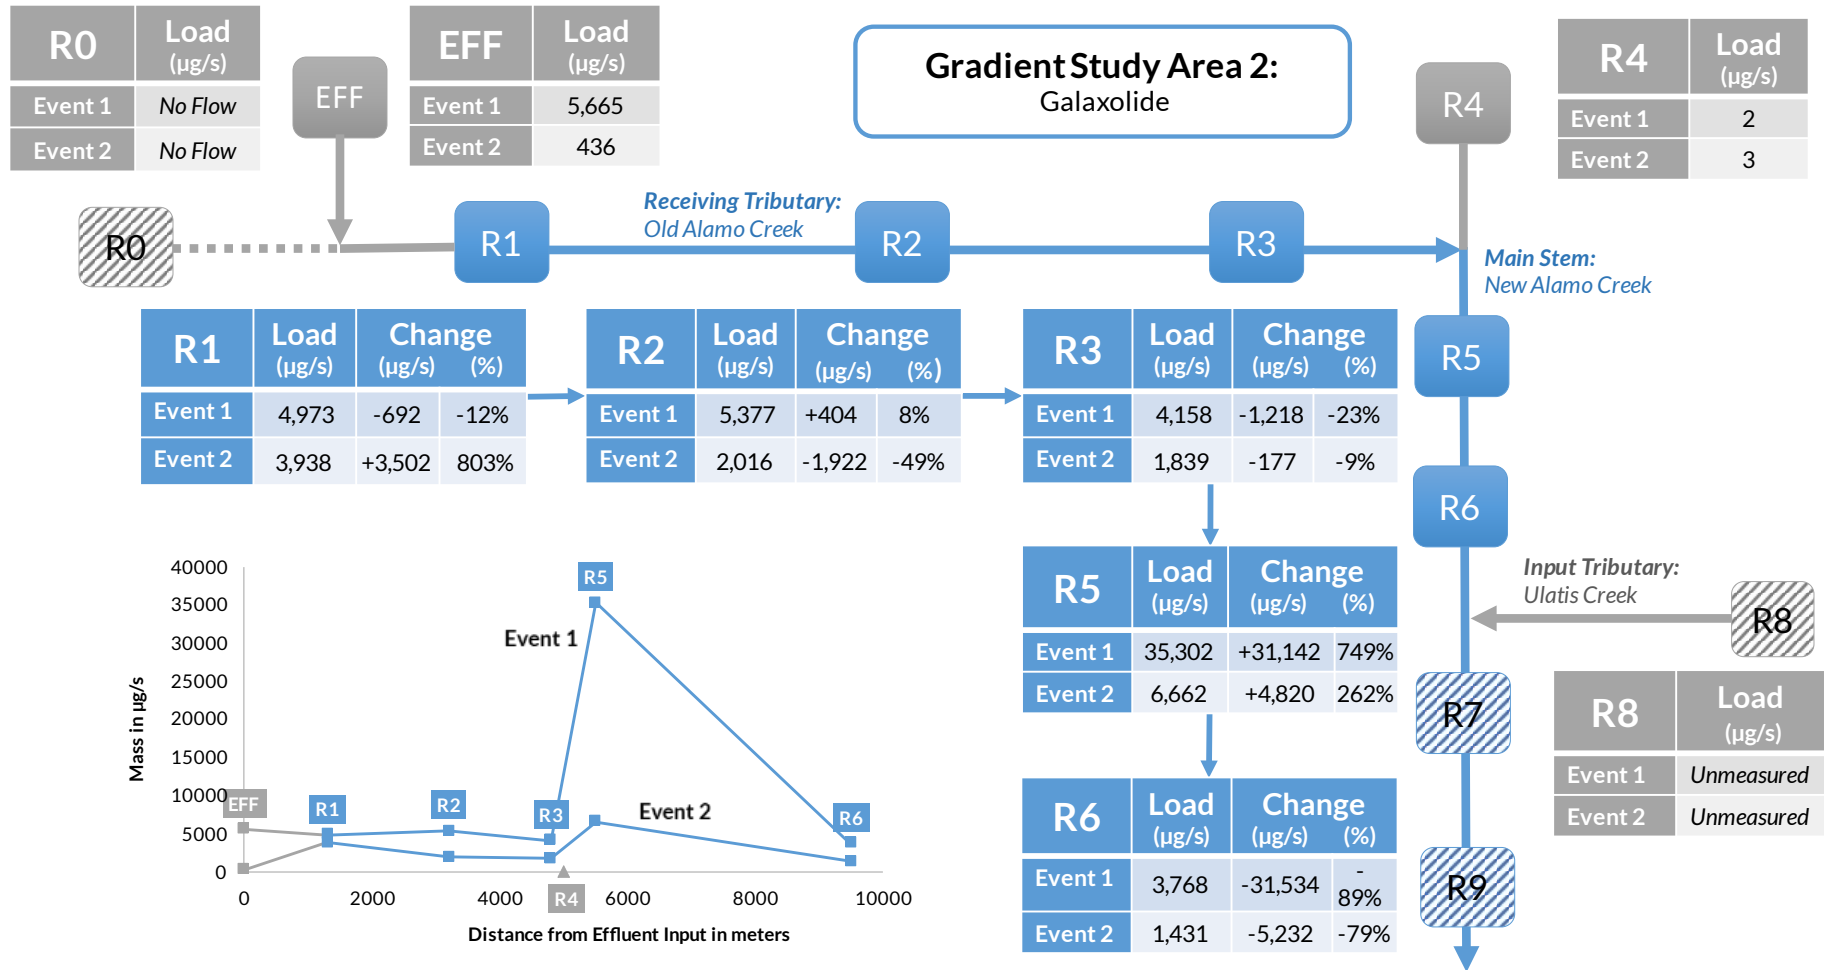 R0 Load
(µg/s)
Event 1 No Flow
Event 2 No Flow
EFF
EFF Load
(µg/s)
Event 1 5,665
Event 2 436
Gradient Study Area 2:
Galaxolide
R4
R4 Load
(µg/s)
Event 1 2
Event 2 3
R0
R1
Receiving Tributary:
Old Alamo Creek
R2
R3
Main Stem:
New Alamo Creek
R1 Load Change
(µg/s) (µg/s) (%)
Event 1 4,973 -692 -12%
Event 2 3,938 +3,502 803%
R2 Load Change
(µg/s) (µg/s) (%)
Event 1 5,377 +404 8%
Event 2 2,016 -1,922 -49%
R3 Load Change
(µg/s) (µg/s) (%)
Event 1 4,158 -1,218 -23%
Event 2 1,839 -177 -9%
R5
R6
R5 Load Change
(µg/s) (µg/s) (%)
Event 1 35,302 +31,142 749%
Event 2 6,662 +4,820 262%
Input Tributary:
Ulatis Creek
R8
R7
R8 Load
(µg/s)
Event 1 Unmeasured
Event 2 Unmeasured
R6 Load Change
(µg/s) (µg/s) (%)
Event 1 3,768 -31,534 -
89%
Event 2 1,431 -5,232 -79%
R9
Mass in µg/s
40000
35000
30000
25000
20000
15000
10000
5000
0
R5
Event 1
Event 2
EFF
R1
R2
R3
R6
R4
0 2000 4000 6000 8000 10000
Distance from Effluent Input in meters